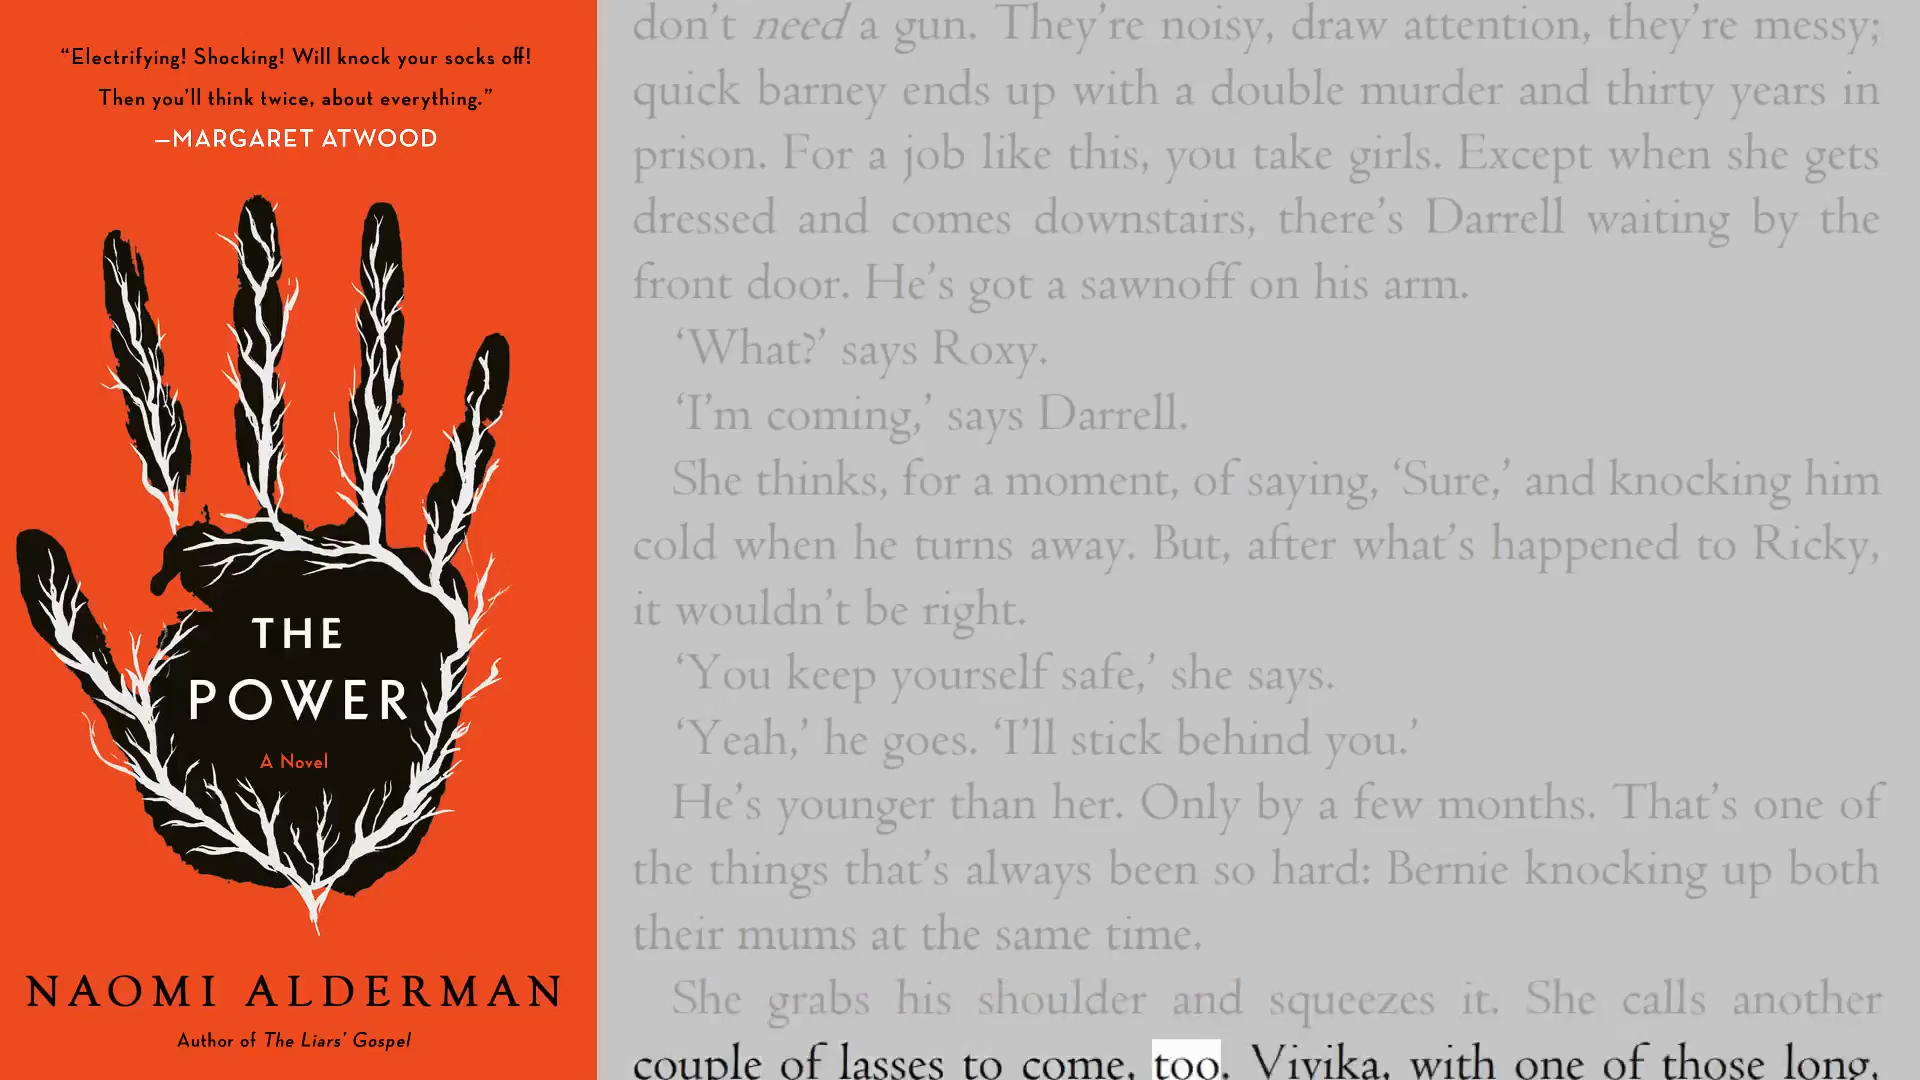 “Electrifying! Shocking! Will knock your socks off!
Then you’ll think twice, about everything.”
—MARGARET ATWOOD
THE
POWER
A Novel
NAOMI ALDERMAN
Author of The Liars’ Gospel
don’t need a gun. They’re noisy, draw attention, they’re messy;
quick barney ends up with a double murder and thirty years in
prison. For a job like this, you take girls. Except when she gets
dressed and comes downstairs, there’s Darrell waiting by the
front door. He’s got a sawnoff on his arm.
‘What?’ says Roxy.
‘I’m coming,’ says Darrell.
She thinks, for a moment, of saying, ‘Sure,’ and knocking him
cold when he turns away. But, after what’s happened to Ricky,
it wouldn’t be right.
‘You keep yourself safe,’ she says.
‘Yeah,’ he goes. ‘I’ll stick behind you.’
He’s younger than her. Only by a few months. That’s one of
the things that’s always been so hard: Bernie knocking up both
their mums at the same time.
She grabs his shoulder and squeezes it. She calls another
couple of lasses to come, too. Vivika, with one of those long,